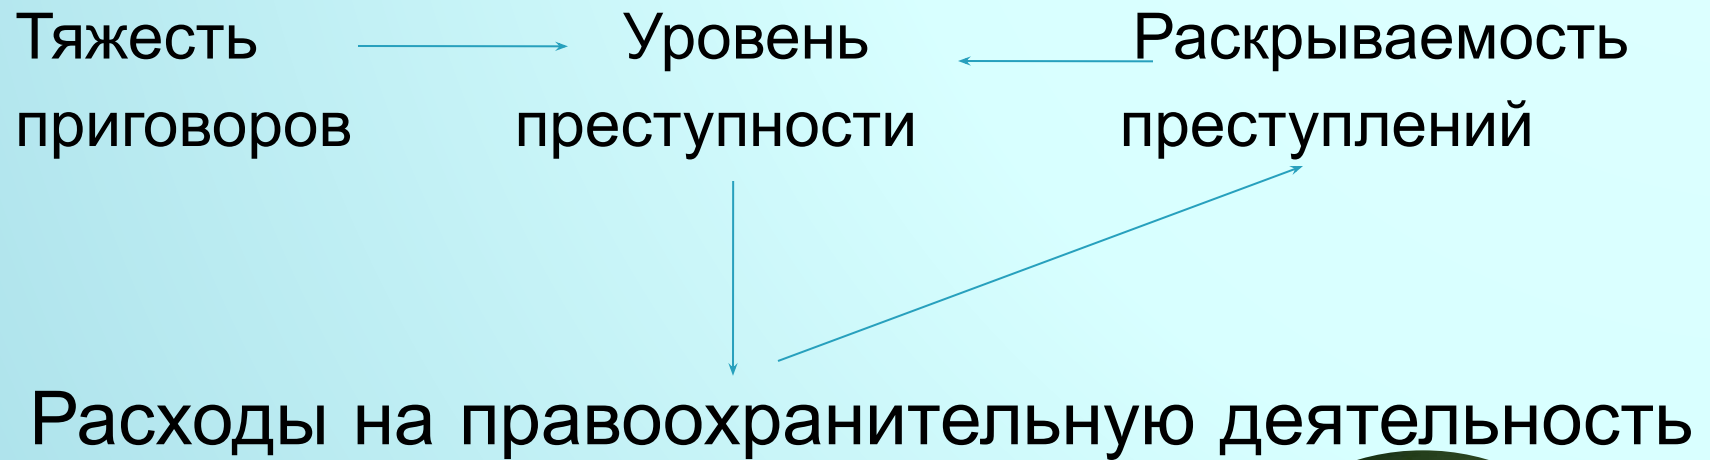 Тяжесть Уровень Раскрываемость
приговоров преступности преступлений
Расходы на правоохранительную деятельность